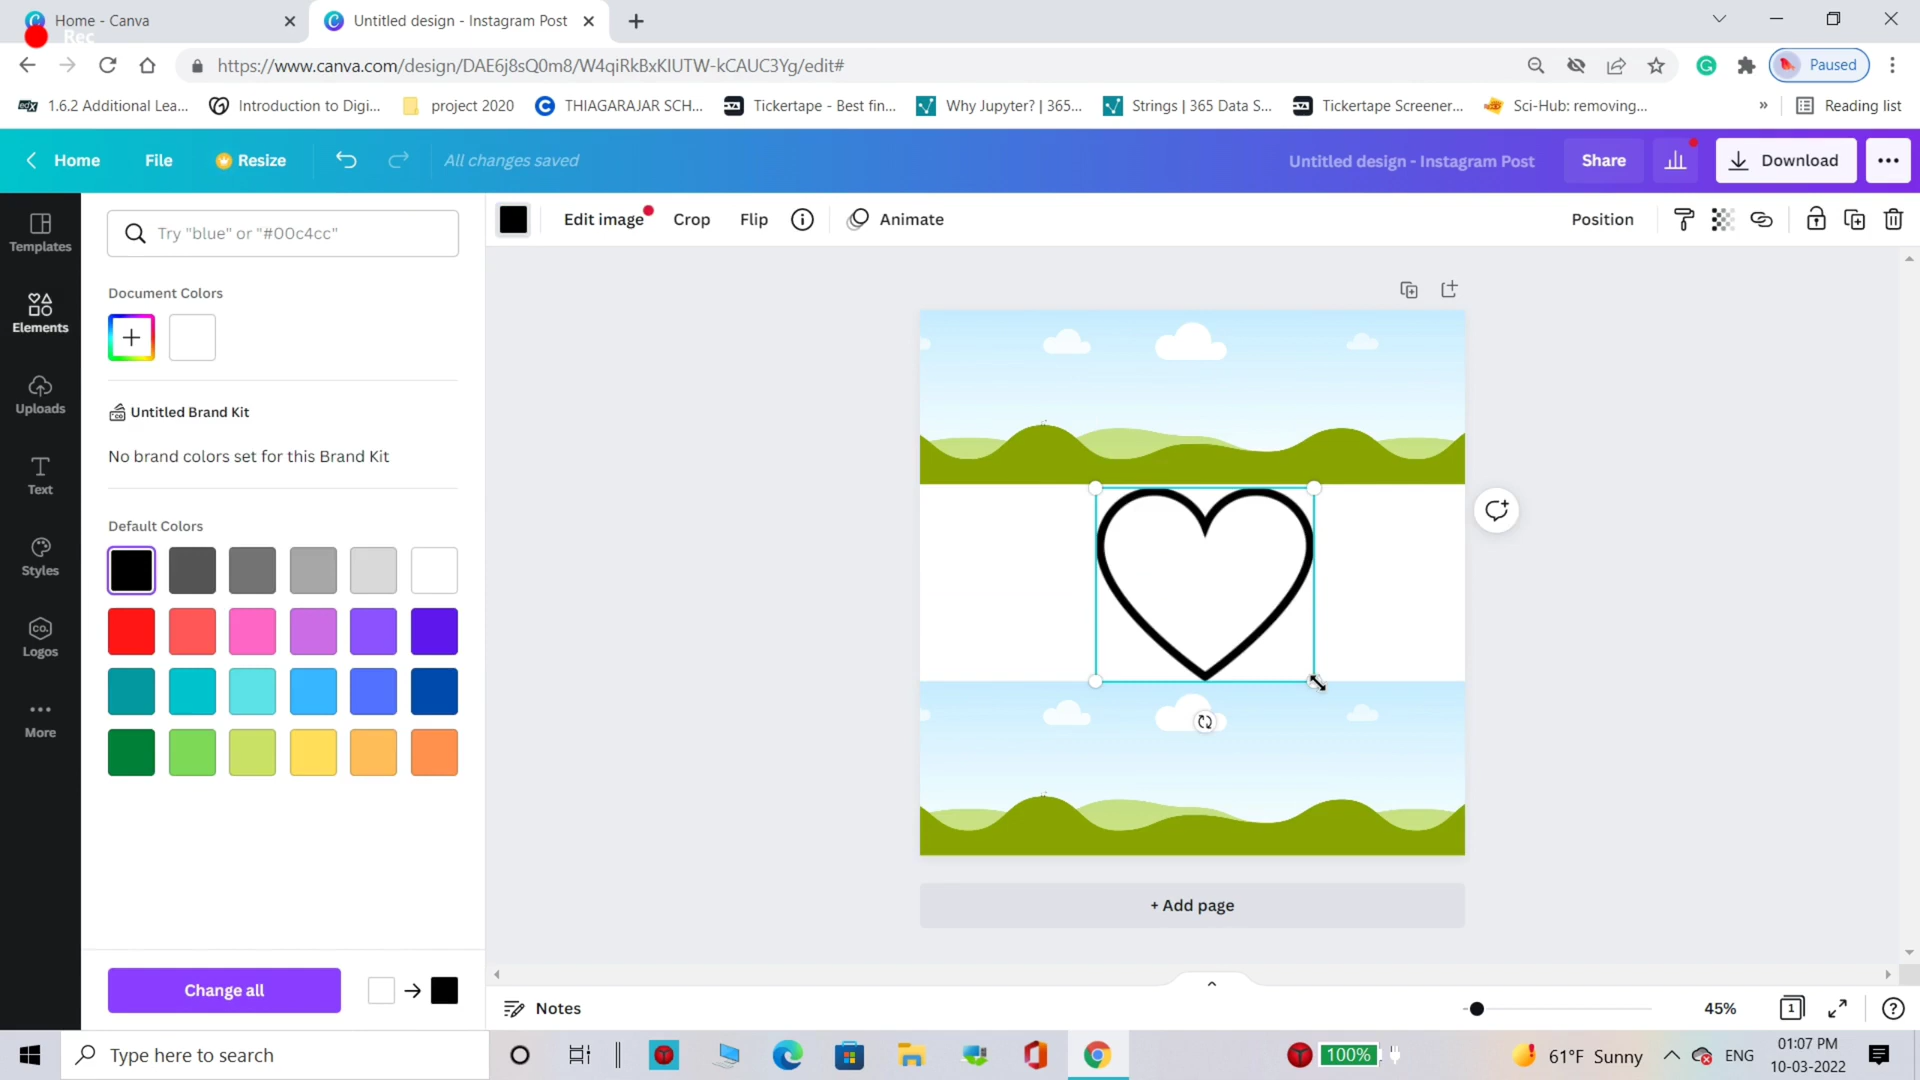 Home - Canva
Untitled design - Instagram Post
Rec
https://www.canva.com/design/DAE6j8sQ0m8/W4qiRkBxKIUTW-kCAUC3Yg/edit#
Paused
1.6.2 Additional Lea...
Introduction to Digi...
project 2020
THIAGARAJAR SCH...
Tickertape - Best fin...
Why Jupyter? | 365...
Strings | 365 Data S...
Tickertape Screener...
Sci-Hub: removing...
»
Reading list
Home
File
Resize
All changes saved
Untitled design - Instagram Post
Share
Download
Templates
Elements
Uploads
Text
Styles
CO.
Logos
More
Try "blue" or "#00c4cc"
Document Colors
Untitled Brand Kit
No brand colors set for this Brand Kit
Default Colors
Change all
Edit image
Crop
Flip
Animate
Position
+ Add page
Notes
45%
1
Type here to search
100%
61°F Sunny
ENG
01:07 PM
10-03-2022